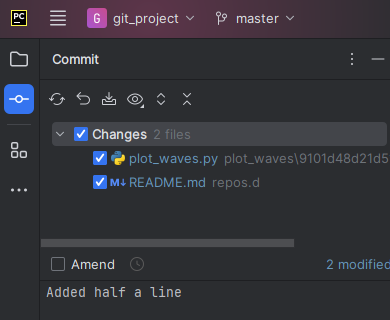 PC G git_project master
Commit
Changes 2 files
plot_waves.py plot_waves\9101d48d21d5
M↓ README.md repos.d
Amend 2 modified
Added half a line